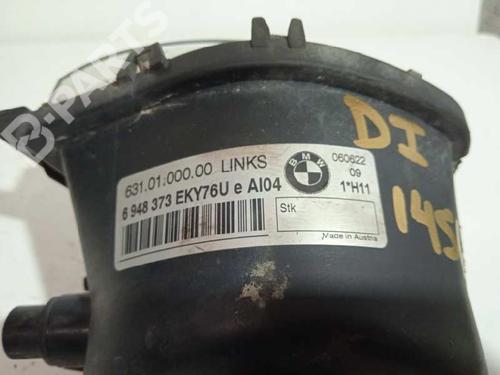 B-PARTS
631.01.000.00 LINKS
6 948 373 EKY76U e AI04
BMW
060622
09
1*H11
Stk
Made in Austria
DI